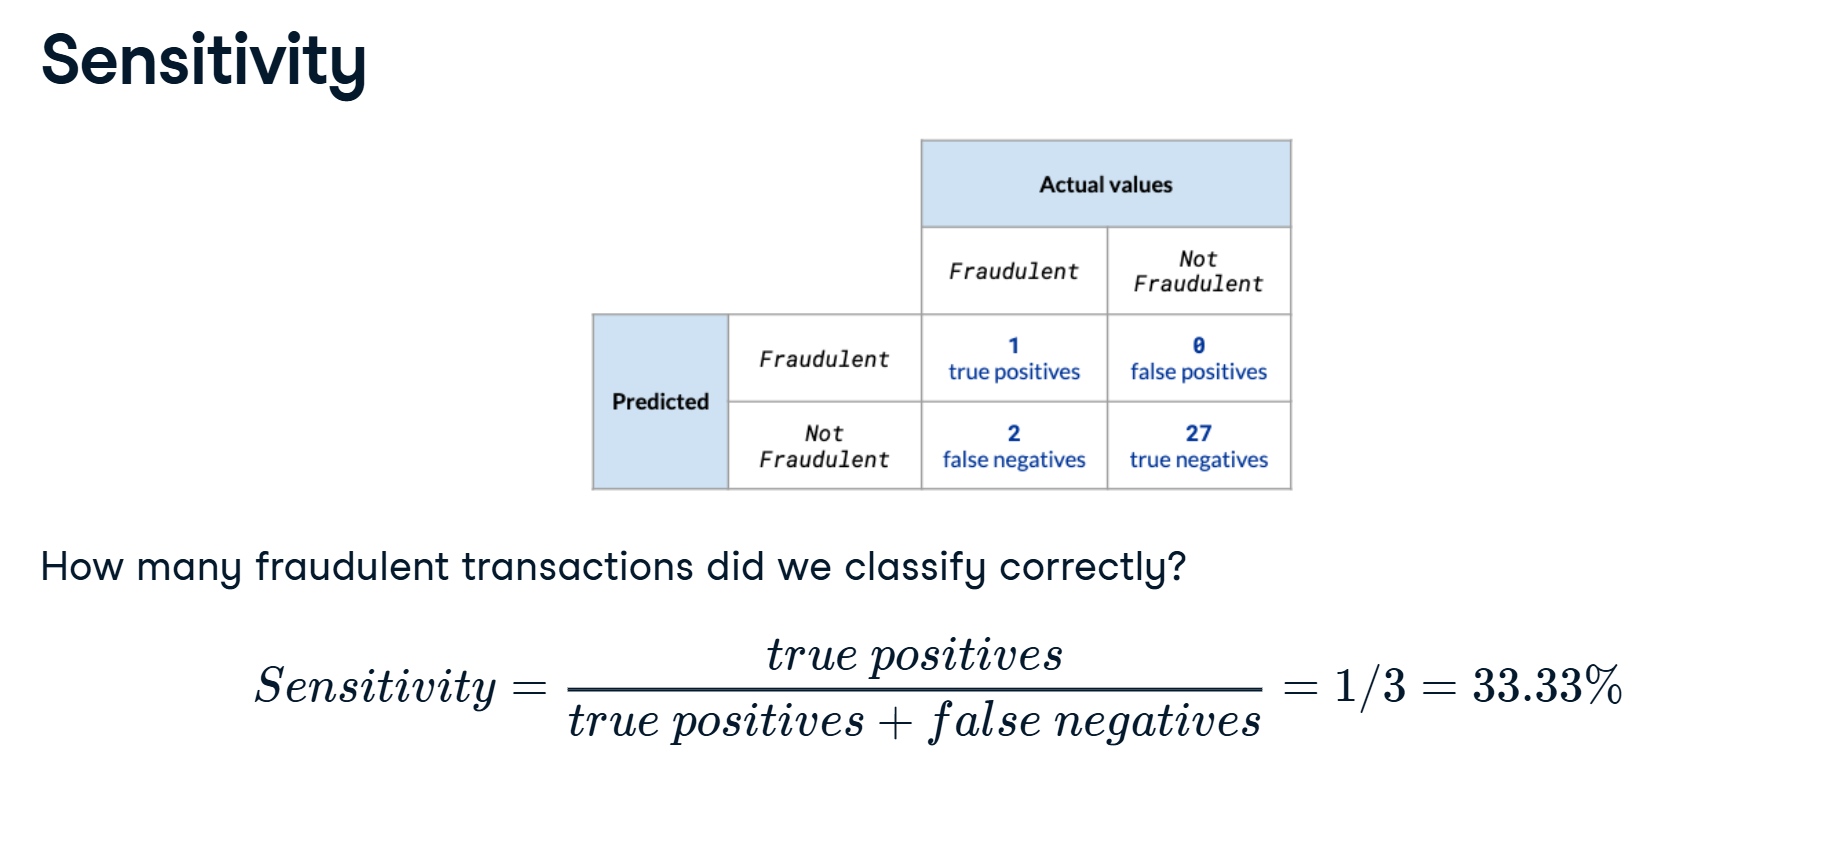 Sensitivity
Actual values
Fraudulent
Not
Fraudulent
Predicted
Fraudulent
1
true positives
0
false positives
Not
Fraudulent
2
false negatives
27
true negatives
How many fraudulent transactions did we classify correctly?
Sensitivity = true positives / true positives + false negatives = 1/3 = 33.33%